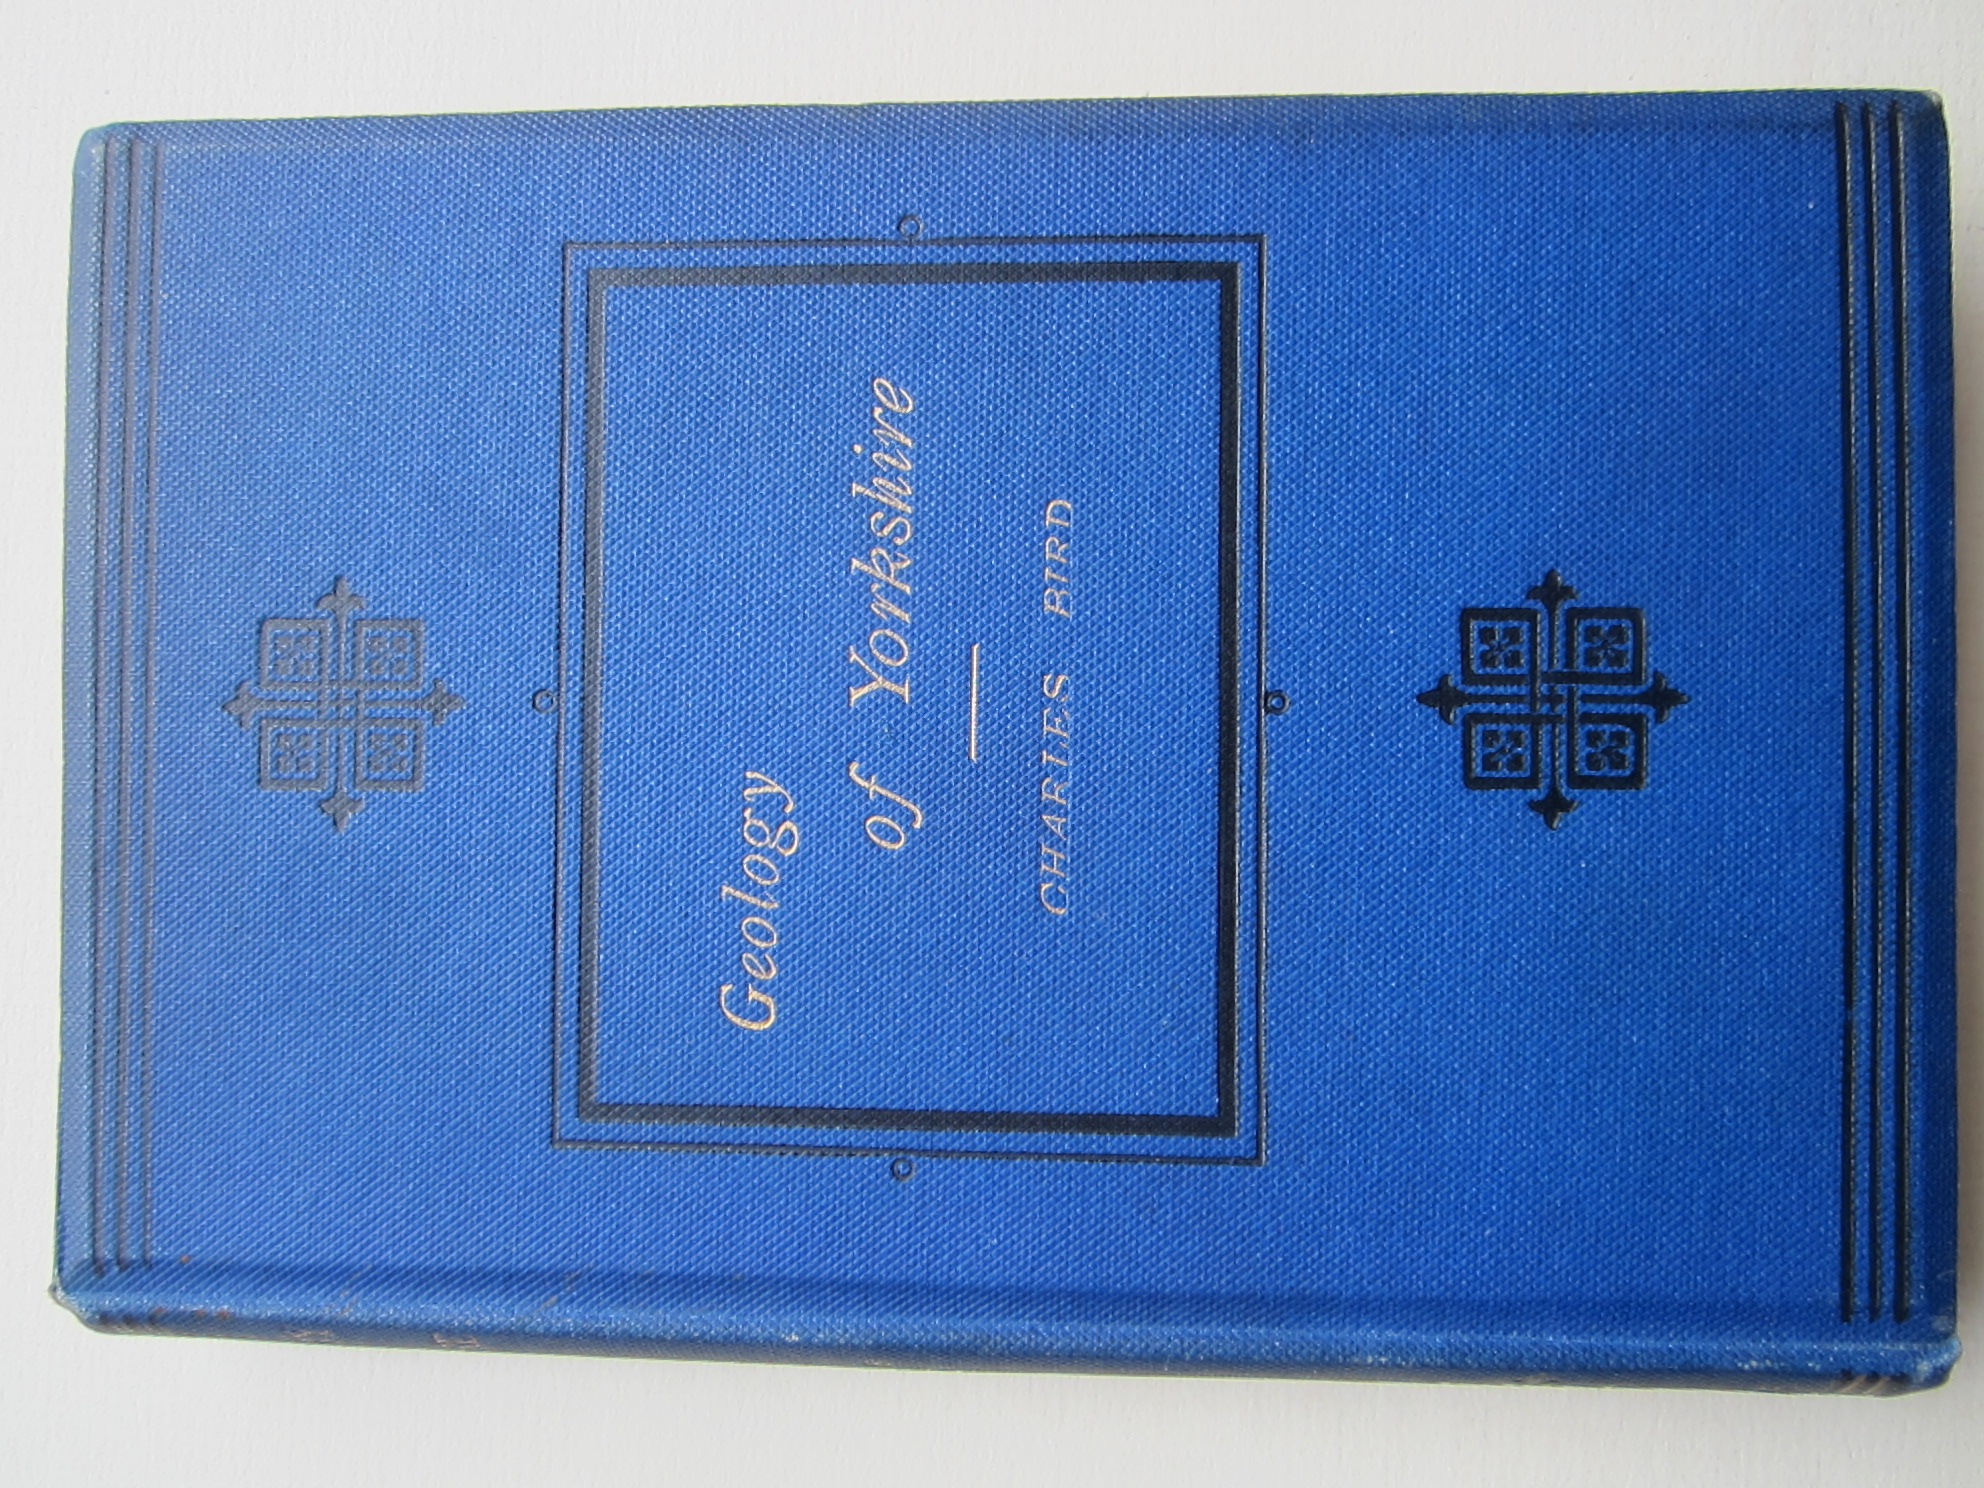 Geology
of Yorkshire
CHARLES BIRD